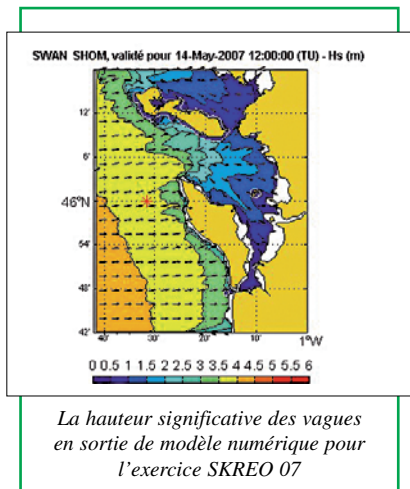 SWAN SHOM, validé pour 14-May-2007 12:00:00 (TU) - Hs (m)
12'
6'
46°N
54'
48'
42'
40' 30' 20' 10' 1°W
0 0.5 1 1.5 2 2.5 3 3.5 4 4.5 5 5.5 6
La hauteur significative des vagues
en sortie de modèle numérique pour
l'exercice SKREO 07